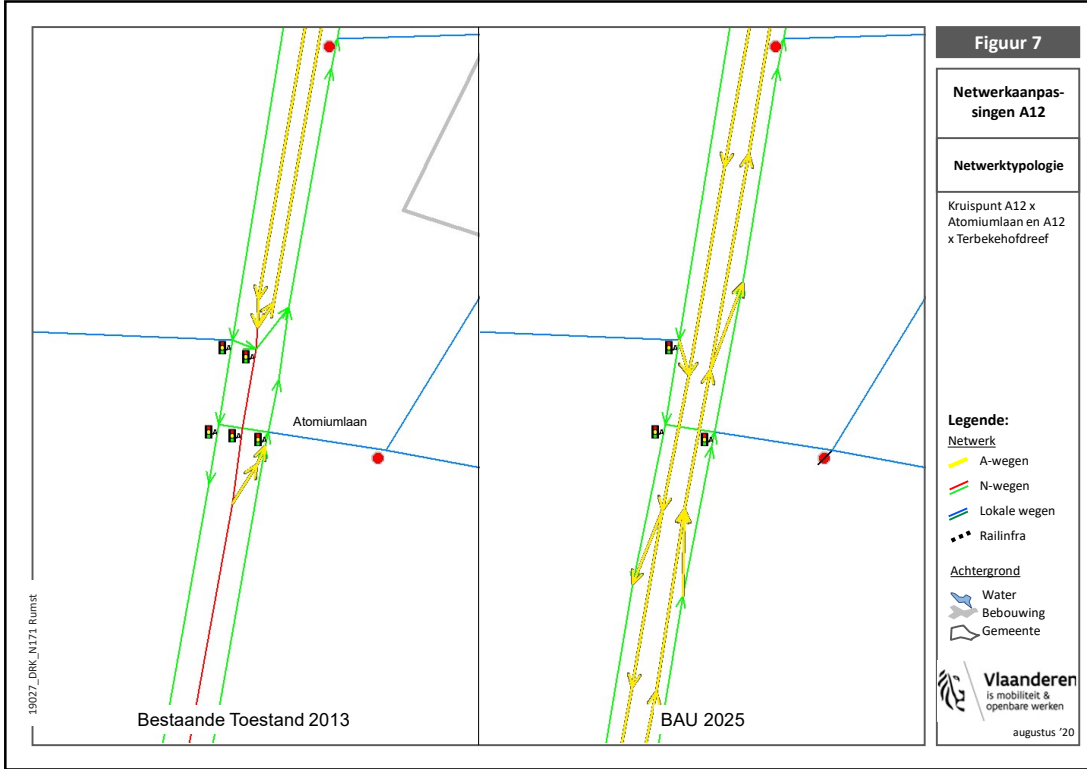 Atomiumlaan
Bestaande Toestand 2013
BAU 2025
19027_DRK_N171 Rumst
Figuur 7
Netwerkaanpas-
singen A12
Netwerktypologie
Kruispunt A12 x
Atomiumlaan en A12
x Terbekehofdreef
Legende:
Netwerk
A-wegen
N-wegen
Lokale wegen
Railinfra
Achtergrond
Water
Bebouwing
Gemeente
Vlaanderen
is mobiliteit &
openbare werken
augustus '20
A
A
A
A
A
A
A
A